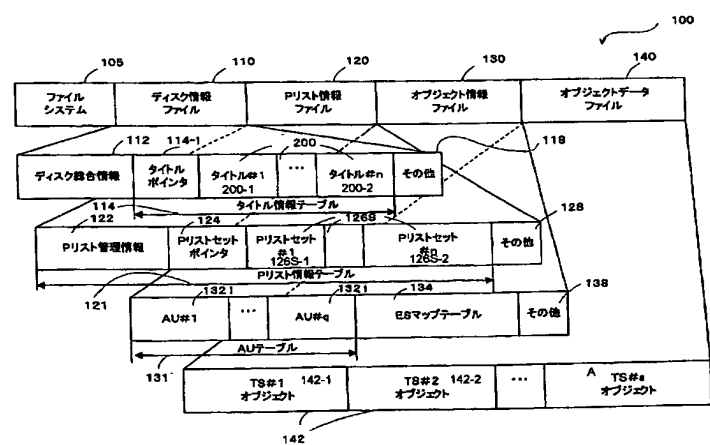 100
105
110
120
130
140
ファイル
システム
ディスク情報
ファイル
Pリスト情報
ファイル
オブジェクト情報
ファイル
オブジェクトデータ
ファイル
112
114-1
200
118
ディスク総合情報
タイトル
ポインタ
タイトル#1
200-1
...
タイトル#n
200-2
その他
114
タイトル情報テーブル
122
124
126S
128
Pリスト管理情報
Pリストセット
ポインタ
Pリストセット
#1
126S-1
Pリストセット
#n
126S-2
その他
Pリスト情報テーブル
121
132I
132I
134
138
AU#1
...
AU#q
ESマップテーブル
その他
AUテーブル
131
TS#1 142-1
オブジェクト
TS#2 142-2
オブジェクト
...
A TS#s
オブジェクト
142